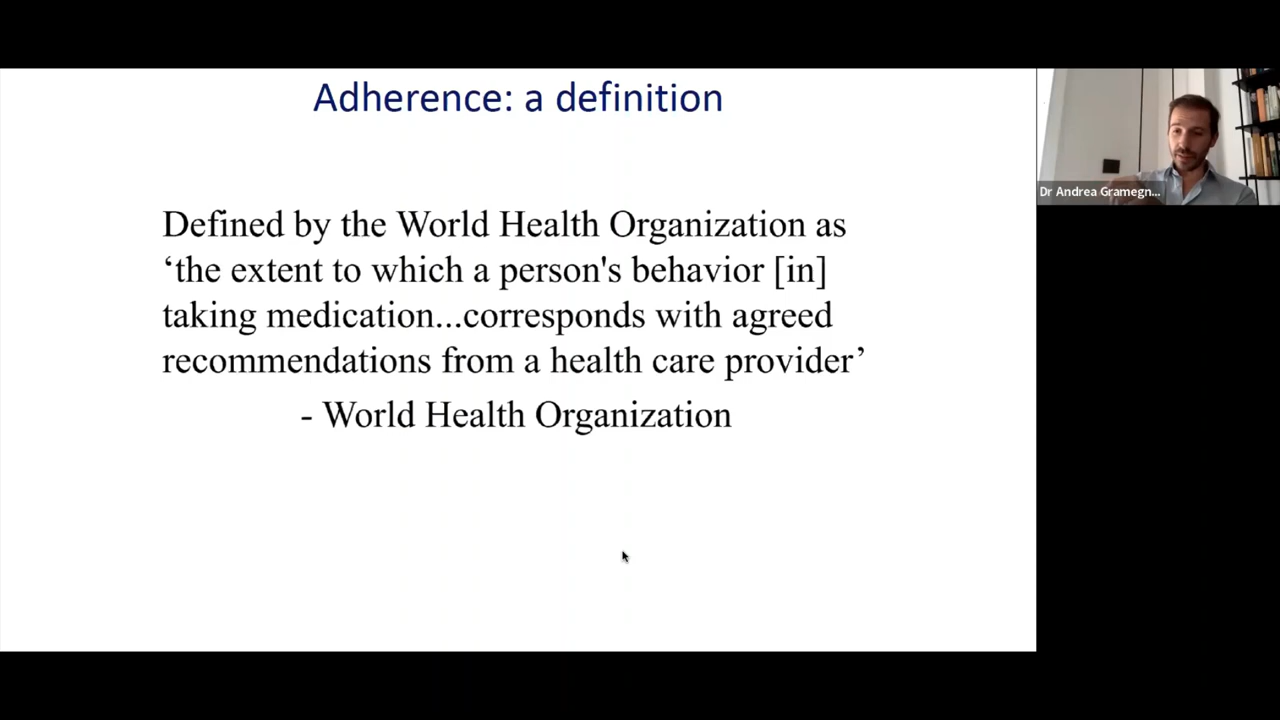 Adherence: a definition
Defined by the World Health Organization as
‘the extent to which a person's behavior [in]
taking medication...corresponds with agreed
recommendations from a health care provider’
- World Health Organization
Dr Andrea Gramegn...